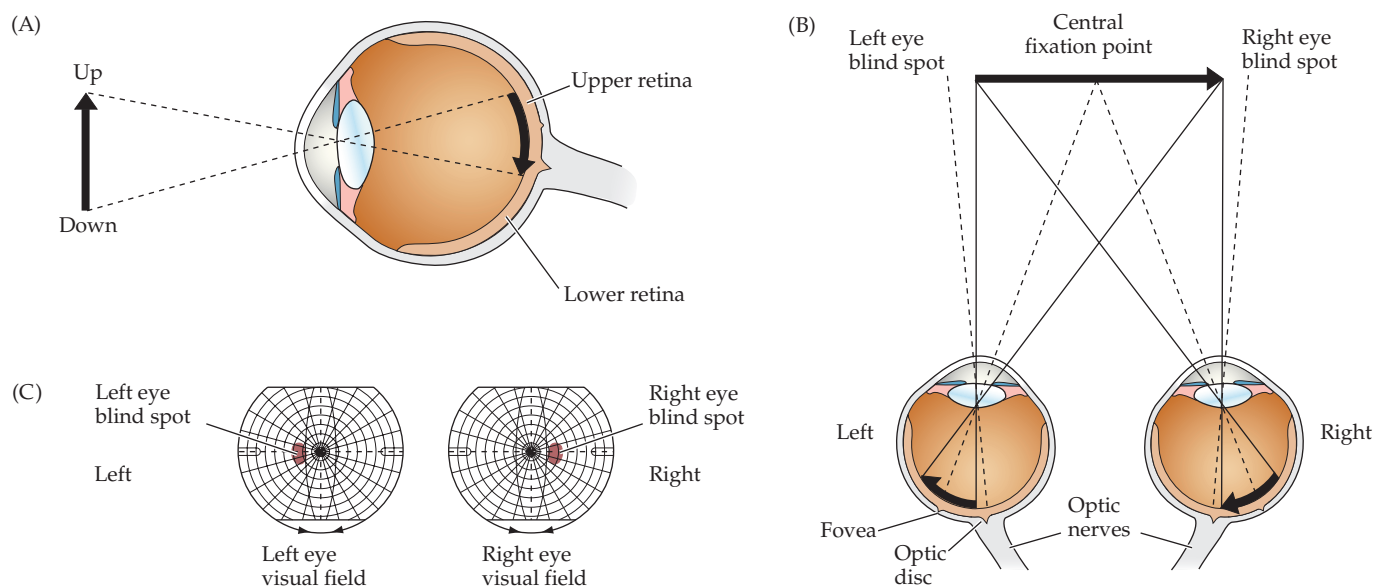 (A)
Up
Down
Upper retina
Lower retina
(B)
Left eye
blind spot
Central
fixation point
Right eye
blind spot
Left
Right
Fovea
Optic
disc
Optic
nerves
(C)
Left eye
blind spot
Left
Right eye
blind spot
Right
Left eye
visual field
Right eye
visual field